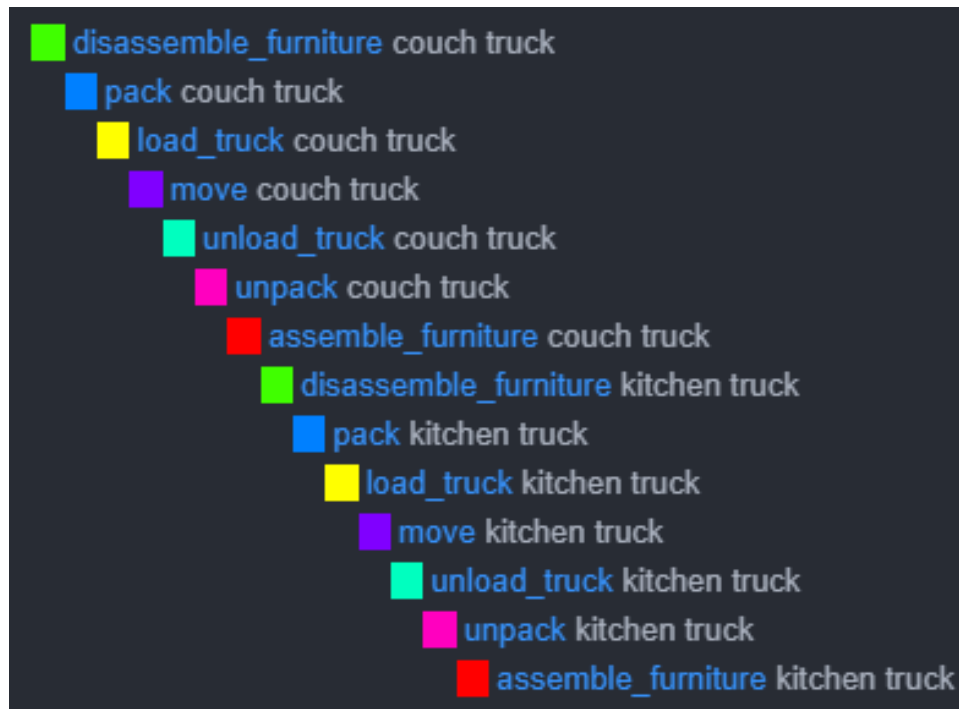 disassemble_furniture couch truck
pack couch truck
load_truck couch truck
move couch truck
unload_truck couch truck
unpack couch truck
assemble_furniture couch truck
disassemble_furniture kitchen truck
pack kitchen truck
load_truck kitchen truck
move kitchen truck
unload_truck kitchen truck
unpack kitchen truck
assemble_furniture kitchen truck